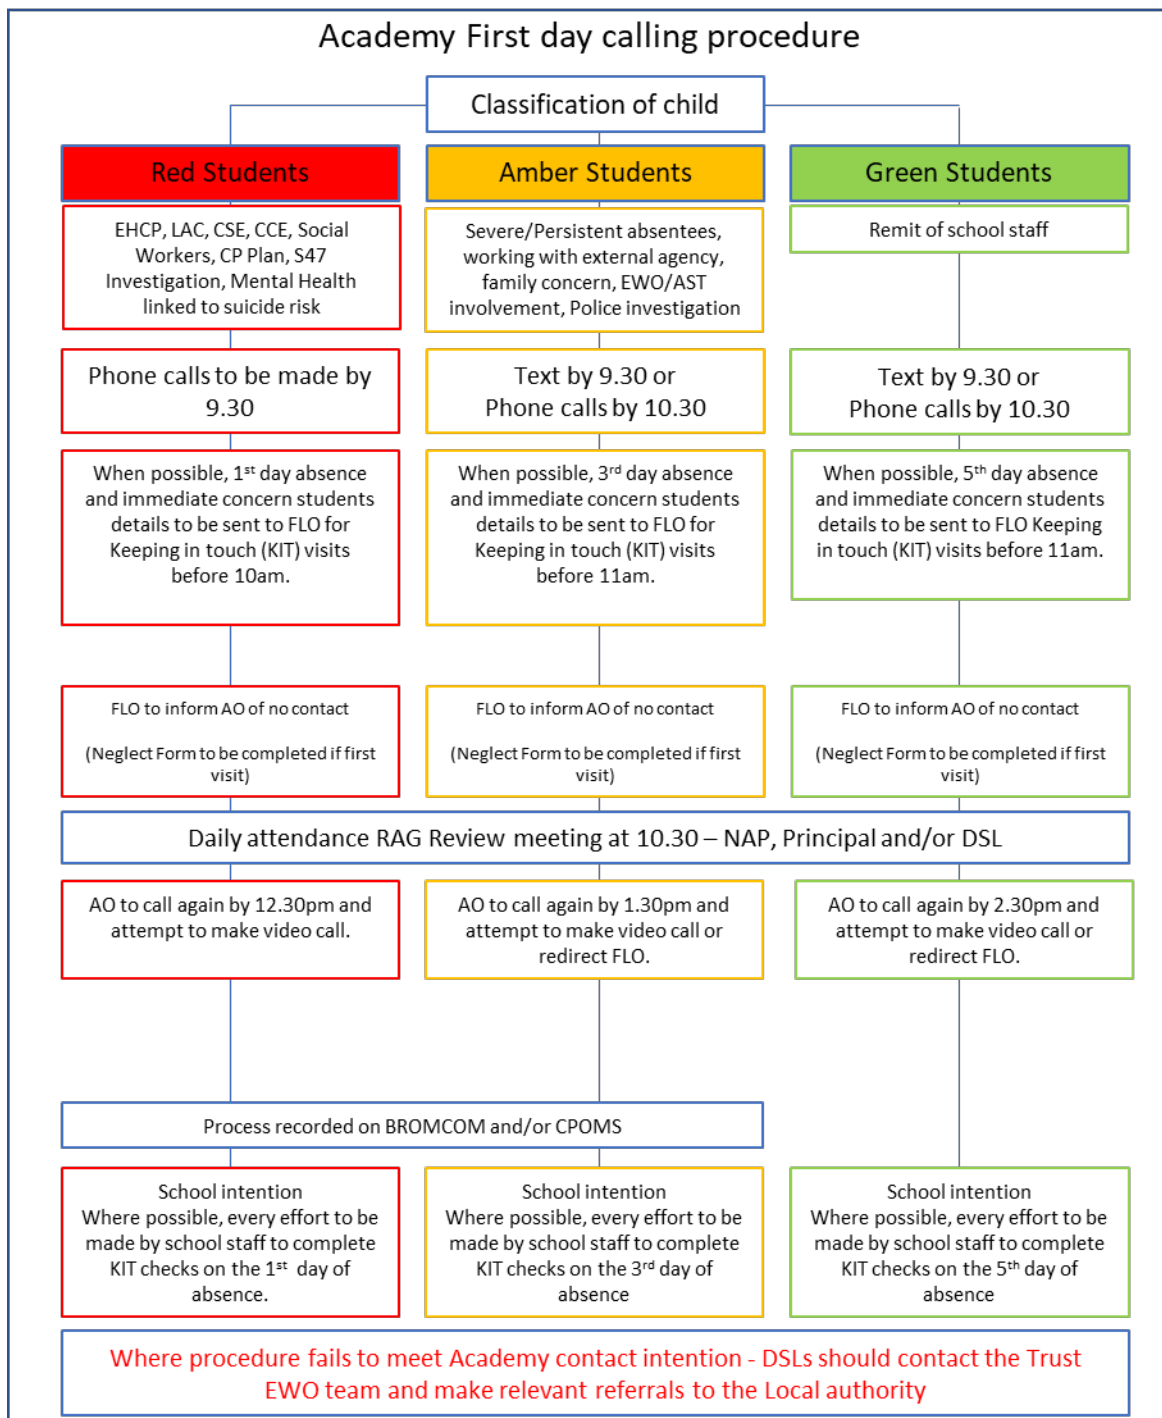 Academy First day calling procedure
Classification of child
Red Students
Amber Students
Green Students
EHCP, LAC, CSE, CCE, Social
Workers, CP Plan, S47
Investigation, Mental Health
linked to suicide risk
Severe/Persistent absentees,
working with external agency,
family concern, EWO/AST
involvement, Police investigation
Remit of school staff
Phone calls to be made by
9.30
Text by 9.30 or
Phone calls by 10.30
Text by 9.30 or
Phone calls by 10.30
When possible, 1st day absence
and immediate concern students
details to be sent to FLO for
Keeping in touch (KIT) visits
before 10am.
When possible, 3rd day absence
and immediate concern students
details to be sent to FLO for
Keeping in touch (KIT) visits
before 11am.
When possible, 5th day absence
and immediate concern students
details to be sent to FLO Keeping
in touch (KIT) visits before 11am.
FLO to inform AO of no contact
(Neglect Form to be completed if first
visit)
FLO to inform AO of no contact
(Neglect Form to be completed if first
visit)
FLO to inform AO of no contact
(Neglect Form to be completed if first
visit)
Daily attendance RAG Review meeting at 10.30 – NAP, Principal and/or DSL
AO to call again by 12.30pm and
attempt to make video call.
AO to call again by 1.30pm and
attempt to make video call or
redirect FLO.
AO to call again by 2.30pm and
attempt to make video call or
redirect FLO.
Process recorded on BROMCOM and/or CPOMS
School intention
Where possible, every effort to be
made by school staff to complete
KIT checks on the 1st day of
absence.
School intention
Where possible, every effort to be
made by school staff to complete
KIT checks on the 3rd day of
absence
School intention
Where possible, every effort to be
made by school staff to complete
KIT checks on the 5th day of
absence
Where procedure fails to meet Academy contact intention - DSLs should contact the Trust
EWO team and make relevant referrals to the Local authority